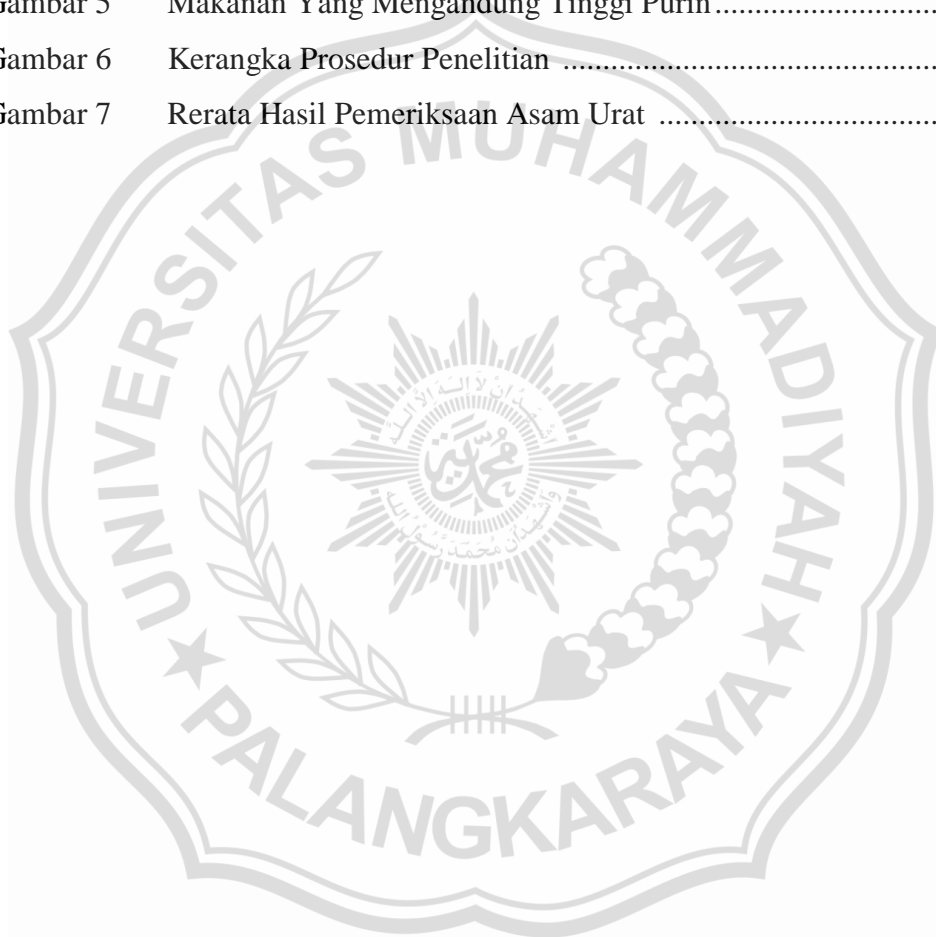 Gambar 5 Makanan Yang Mengandung Tinggi Purin..............................
Gambar 6 Kerangka Prosedur Penelitian ..............................................
Gambar 7 Rerata Hasil Pemeriksaan Asam Urat ..................................
UNIVERSITAS MUHAMMADIYAH
PALANGKARAYA